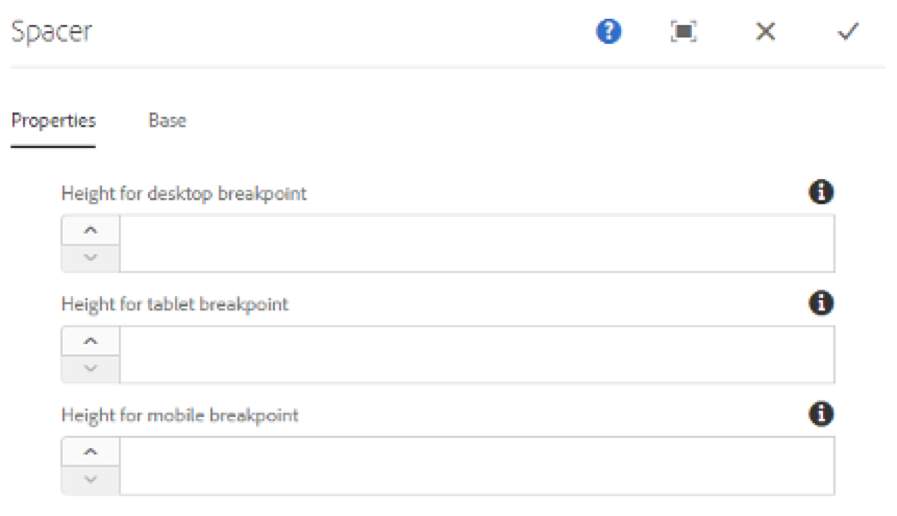 Spacer
Properties Base
Height for desktop breakpoint
Height for tablet breakpoint
Height for mobile breakpoint